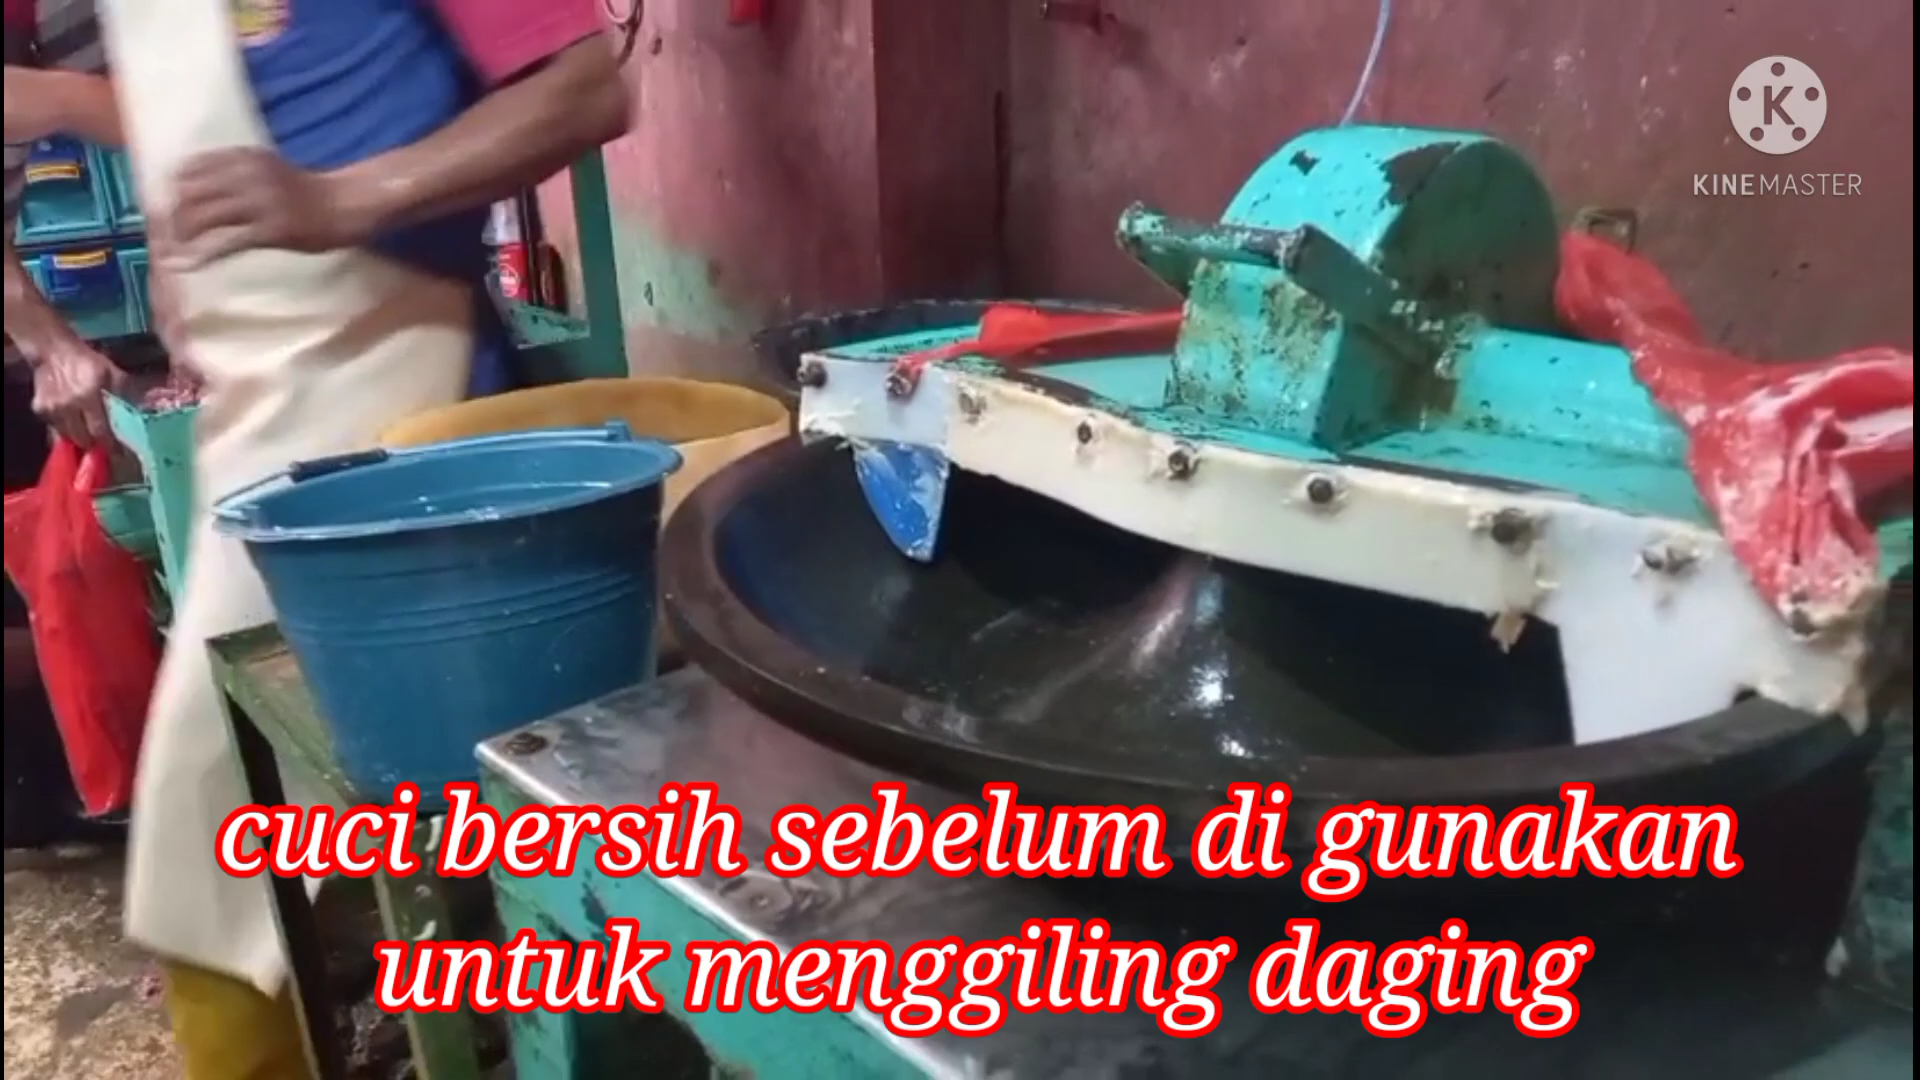 K
KINEMASTER
cuci bersih sebelum di gunakan
untuk menggiling daging